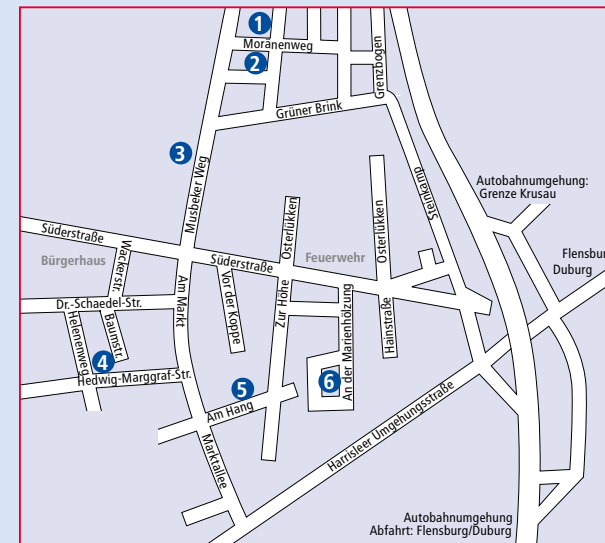 1
Moränenweg
2
Grenzbogen
Grüner Brink
3
Musbeker Weg
Steinkamp
Autobahnumgehung:
Grenze Krusau
Süderstraße
Wackerstr.
Bürgerhaus
Osterlükken
Feuerwehr
Osterlükken
Süderstraße
Flensbur
Duburg
Am Markt
Vor der Koppe
Zur Höhe
Dr.-Schaedel-Str.
Helenenweg
Baumstr.
An der Marienhölzung
Hainstraße
4
Hedwig-Marggraf-Str.
5
6
Am Hang
Marktallee
Harrisleer Umgehungsstraße
Autobahnumgehung
Abfahrt: Flensburg/Duburg